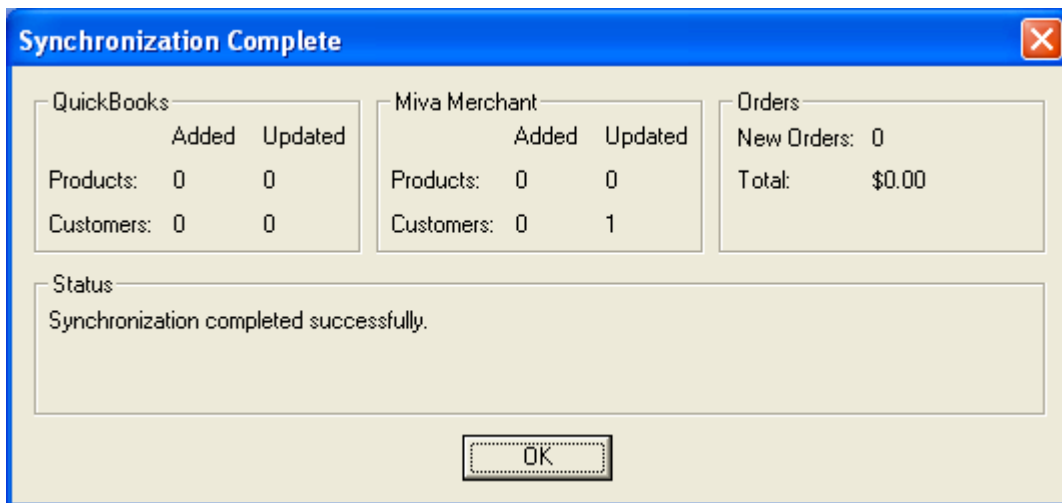 Synchronization Complete
QuickBooks
Added Updated
Products: 0 0
Customers: 0 0
Miva Merchant
Added Updated
Products: 0 0
Customers: 0 1
Orders
New Orders: 0
Total: $0.00
Status
Synchronization completed successfully.
OK